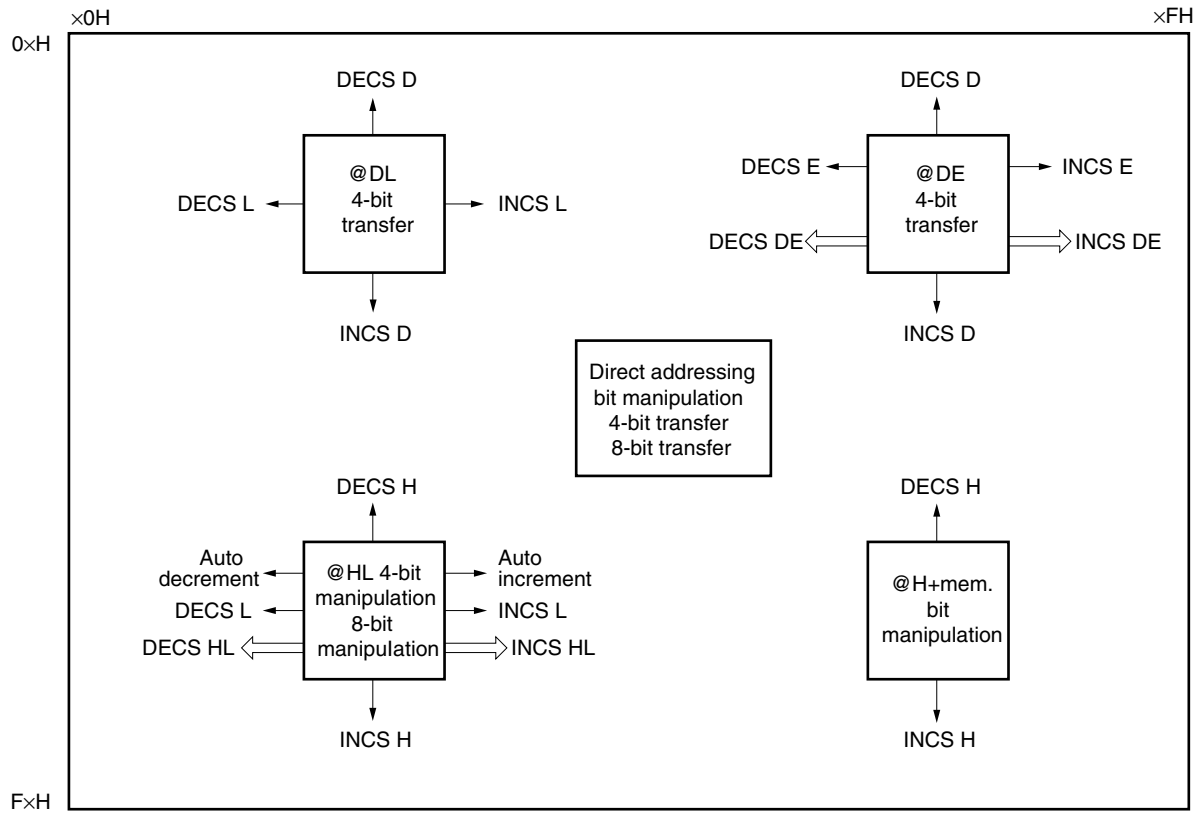 ×0H
×FH
0×H
DECS D
@DL
4-bit
transfer
DECS L
INCS L
INCS D
DECS D
@DE
4-bit
transfer
DECS E
INCS E
DECS DE
INCS DE
INCS D
Direct addressing
bit manipulation
4-bit transfer
8-bit transfer
DECS H
Auto
decrement
@HL 4-bit
manipulation
8-bit
manipulation
Auto
increment
DECS L
INCS L
DECS HL
INCS HL
INCS H
DECS H
@H+mem.
bit
manipulation
INCS H
F×H